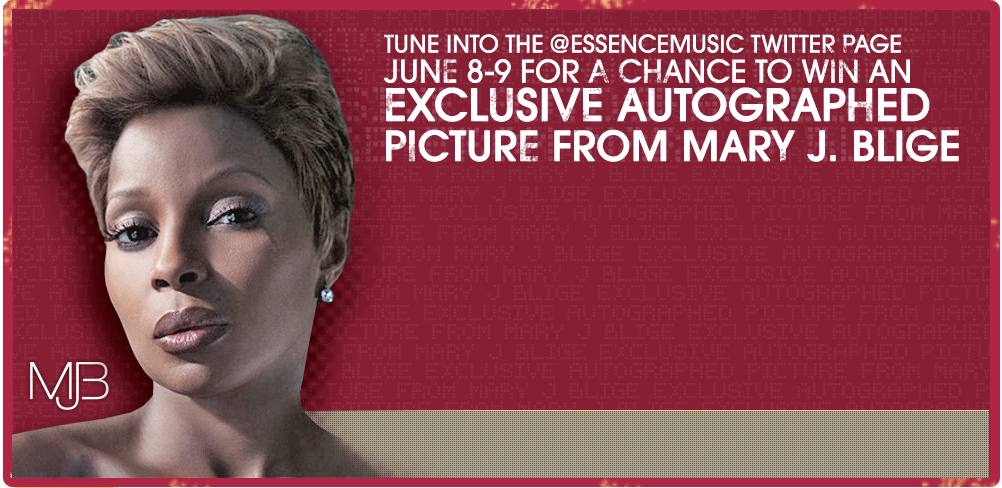 TUNE INTO THE @ESSENCEMUSIC TWITTER PAGE
JUNE 8-9 FOR A CHANCE TO WIN AN
EXCLUSIVE AUTOGRAPHED
PICTURE FROM MARY J. BLIGE
MJB